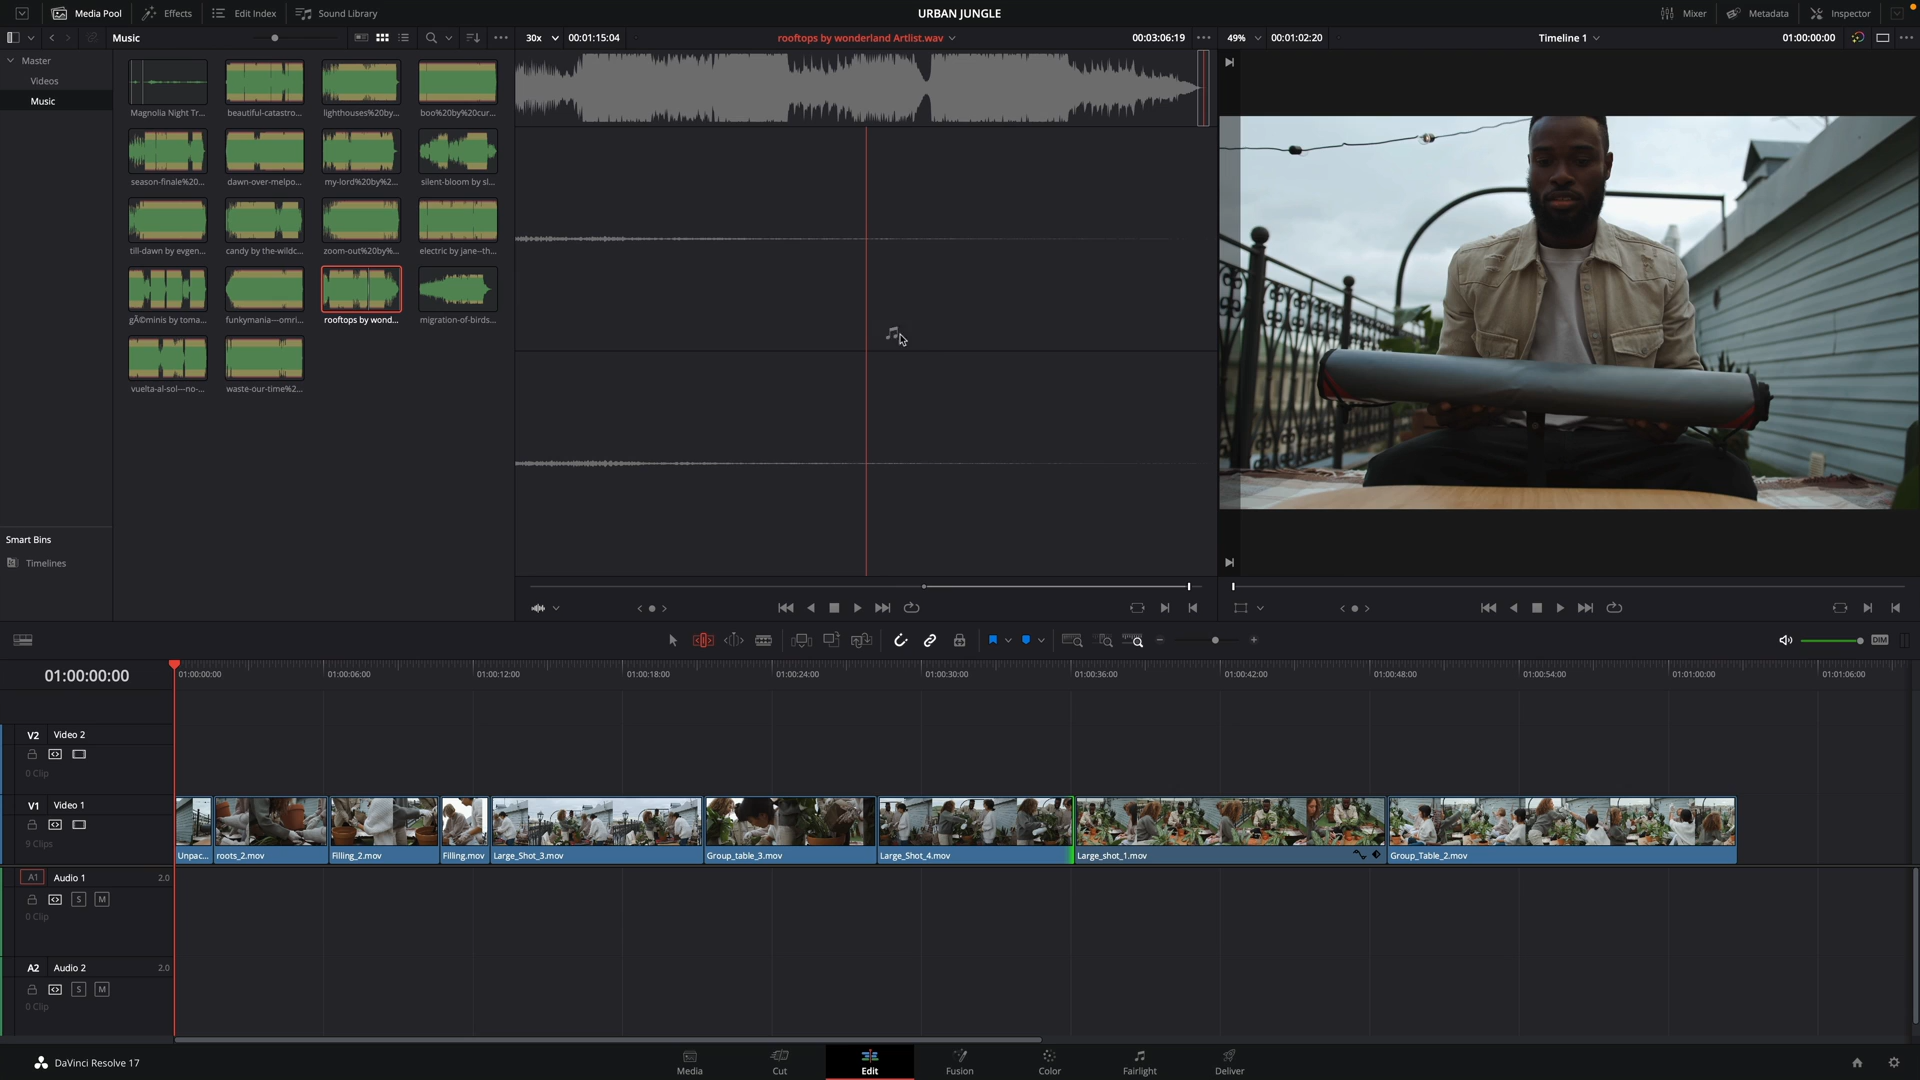 Media Pool
Effects
Edit Index
Sound Library
URBAN JUNGLE
Mixer
Metadata
Inspector
Music
30x
00:01:15:04
rooftops by wonderland Artlist.wav
00:03:06:19
49%
00:01:02:20
Timeline 1
01:00:00:00
Master
Videos
Music
Magnolia Night Tr...
beautiful-catastro...
lighthouses%20by...
boo%20by%20cur...
season-finale%20...
dawn-over-melpo...
my-lord%20by%2...
silent-bloom by sl...
till-dawn by evgen...
candy by the-wildc...
zoom-out%20by%...
electric by jane--th...
gÃ©minis by toma...
funkymania---omri...
rooftops by wond...
migration-of-birds...
vuelta-al-sol---no-...
waste-our-time%2...
Smart Bins
Timelines
DIM
01:00:00:00
01:00:00:00
01:00:06:00
01:00:12:00
01:00:18:00
01:00:24:00
01:00:30:00
01:00:36:00
01:00:42:00
01:00:48:00
01:00:54:00
01:01:00:00
01:01:06:00
V2 Video 2
0 Clip
V1 Video 1
9 Clips
Unpac...
roots_2.mov
Filling_2.mov
Filling.mov
Large_Shot_3.mov
Group_table_3.mov
Large_Shot_4.mov
Large_shot_1.mov
Group_Table_2.mov
A1 Audio 1 2.0
S M
0 Clip
A2 Audio 2 2.0
S M
0 Clip
DaVinci Resolve 17
Media
Cut
Edit
Fusion
Color
Fairlight
Deliver